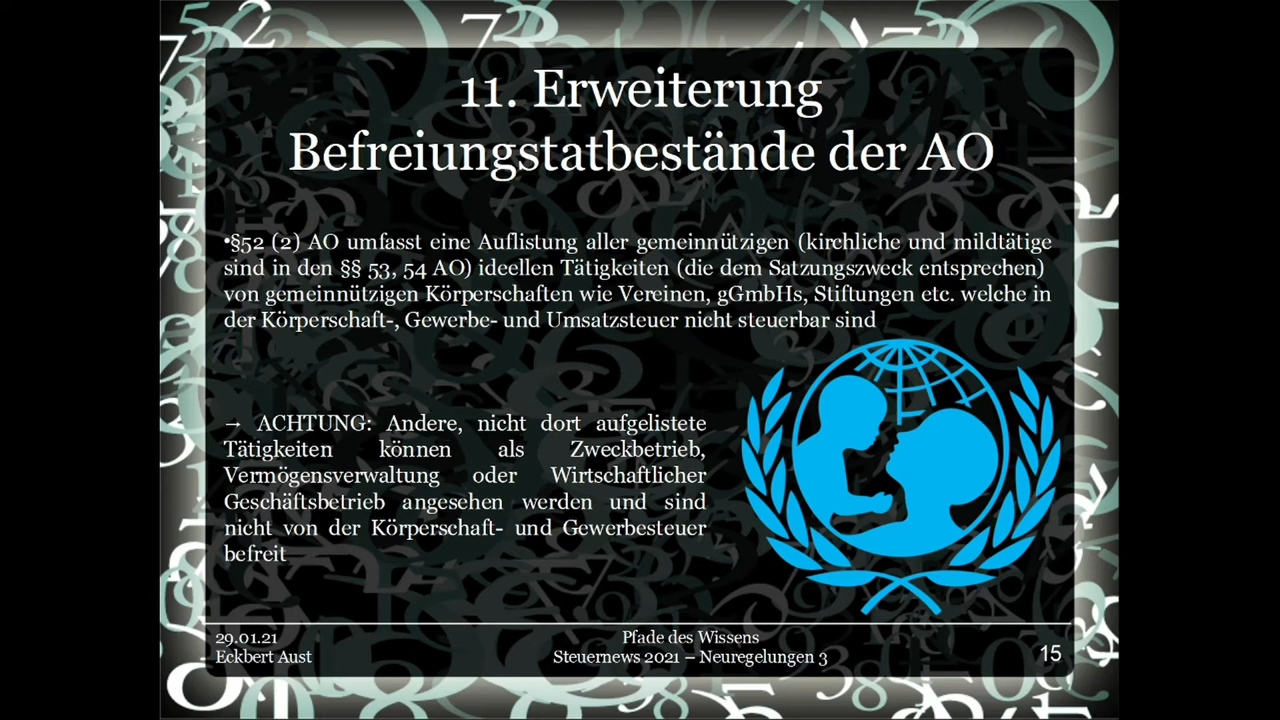 11. Erweiterung
Befreiungstatbestände der AO
•§52 (2) AO umfasst eine Auflistung aller gemeinnützigen (kirchliche und mildtätige
sind in den §§ 53, 54 AO) ideellen Tätigkeiten (die dem Satzungszweck entsprechen)
von gemeinnützigen Körperschaften wie Vereinen, gGmbHs, Stiftungen etc. welche in
der Körperschaft-, Gewerbe- und Umsatzsteuer nicht steuerbar sind
→ ACHTUNG: Andere, nicht dort aufgelistete
Tätigkeiten können als Zweckbetrieb,
Vermögensverwaltung oder Wirtschaftlicher
Geschäftsbetrieb angesehen werden und sind
nicht von der Körperschaft- und Gewerbesteuer
befreit
29.01.21
Eckbert Aust
Pfade des Wissens
Steuernews 2021 – Neuregelungen 3
15